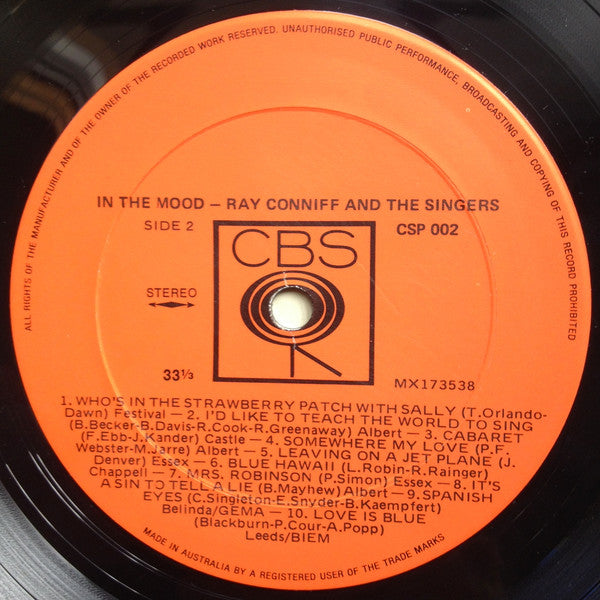 ALL RIGHTS OF THE MANUFACTURER AND OF THE OWNER OF THE RECORDED WORK RESERVED. UNAUTHORISED PUBLIC PERFORMANCE, BROADCASTING AND COPYING OF THIS RECORD PROHIBITED
IN THE MOOD – RAY CONNIFF AND THE SINGERS
SIDE 2
CBS
CSP 002
STEREO
33⅓
MX173538
1. WHO'S IN THE STRAWBERRY PATCH WITH SALLY (T.Orlando-
Dawn) Festival – 2. I'D LIKE TO TEACH THE WORLD TO SING
(B.Becker-B.Davis-R.Cook-R.Greenaway) Albert – 3. CABARET
(F.Ebb-J.Kander) Castle – 4. SOMEWHERE MY LOVE (P.F.
Webster-M.Jarre) Albert – 5. LEAVING ON A JET PLANE (J.
Denver) Essex – 6. BLUE HAWAII (L.Robin-R.Rainger)
Chappell – 7. MRS. ROBINSON (P.Simon) Essex – 8. IT'S
A SIN TO TELL A LIE (B.Mayhew) Albert – 9. SPANISH
EYES (C.Singleton-E.Snyder-B.Kaempfert)
Belinda/GEMA – 10. LOVE IS BLUE
(Blackburn-P.Cour-A.Popp)
Leeds/BIEM
MADE IN AUSTRALIA BY A REGISTERED USER OF THE TRADE MARKS